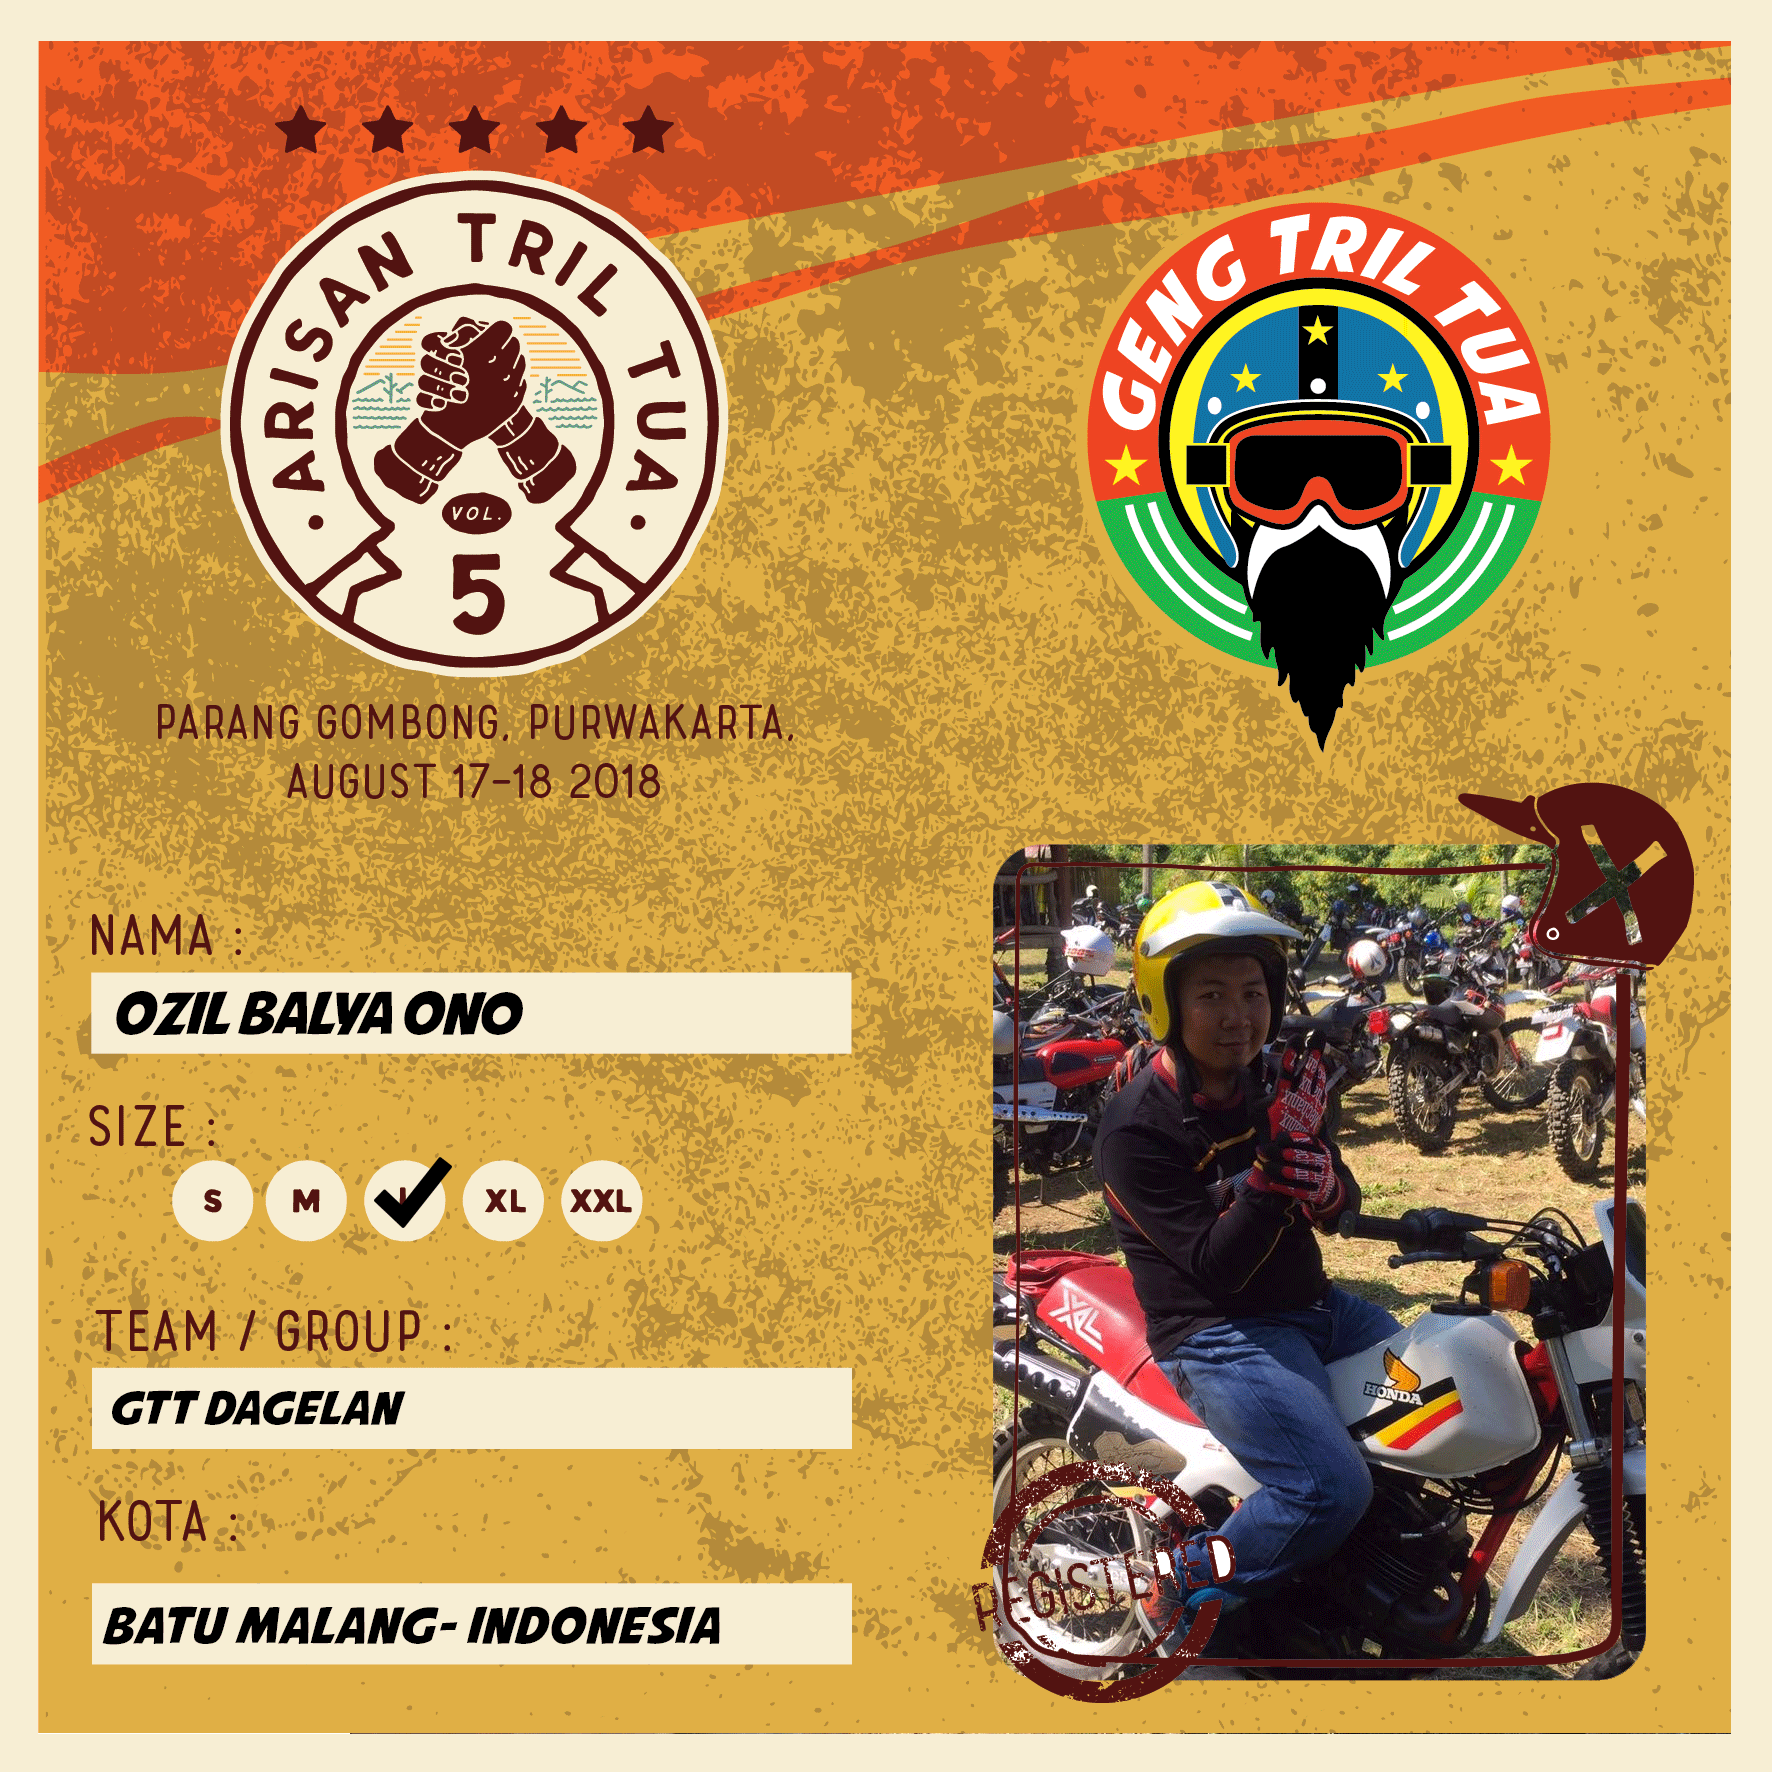 ARISAN TRIL TUA
VOL.
5
GENG TRIL TUA
PARANG GOMBONG, PURWAKARTA,
AUGUST 17-18 2018
NAMA :
OZIL BALYA ONO
SIZE :
S M L XL XXL
TEAM / GROUP :
GTT DAGELAN
KOTA :
BATU MALANG- INDONESIA
XL
HONDA
REGISTERED